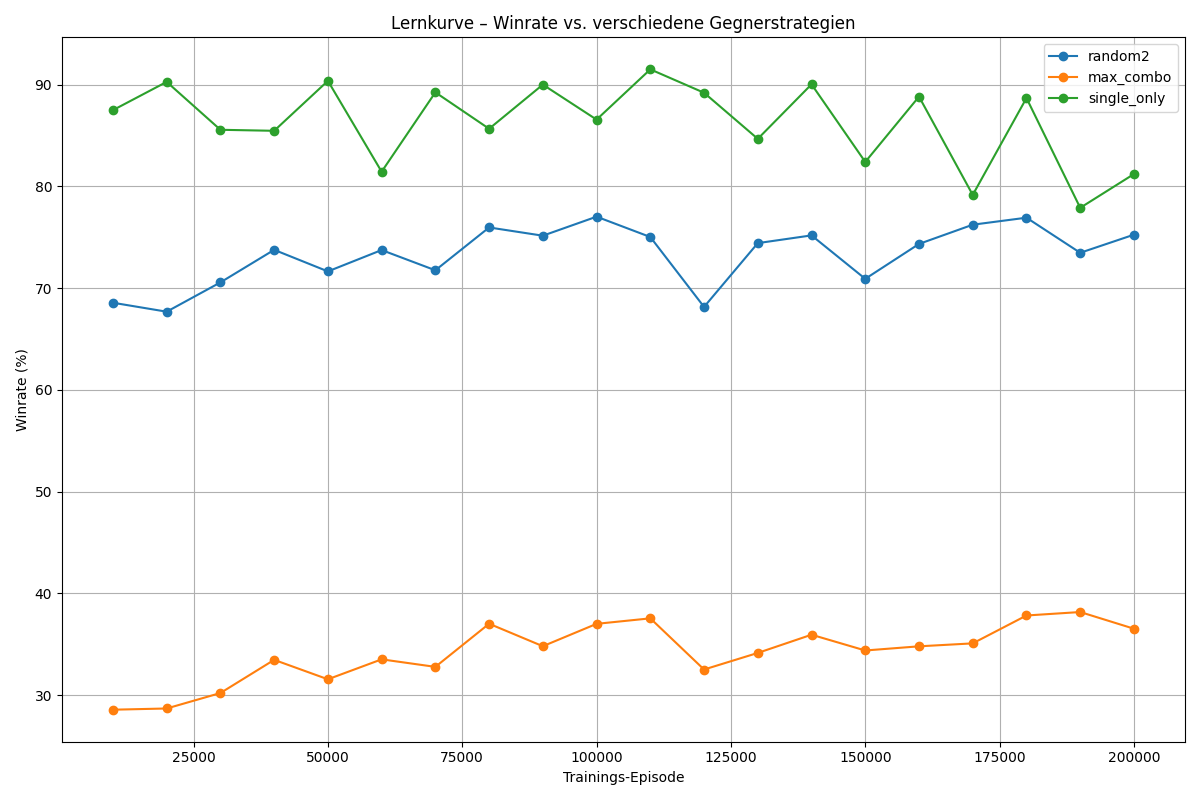 Lernkurve – Winrate vs. verschiedene Gegnerstrategien
random2
max_combo
single_only
Winrate (%)
90
80
70
60
50
40
30
25000 50000 75000 100000 125000 150000 175000 200000
Trainings-Episode